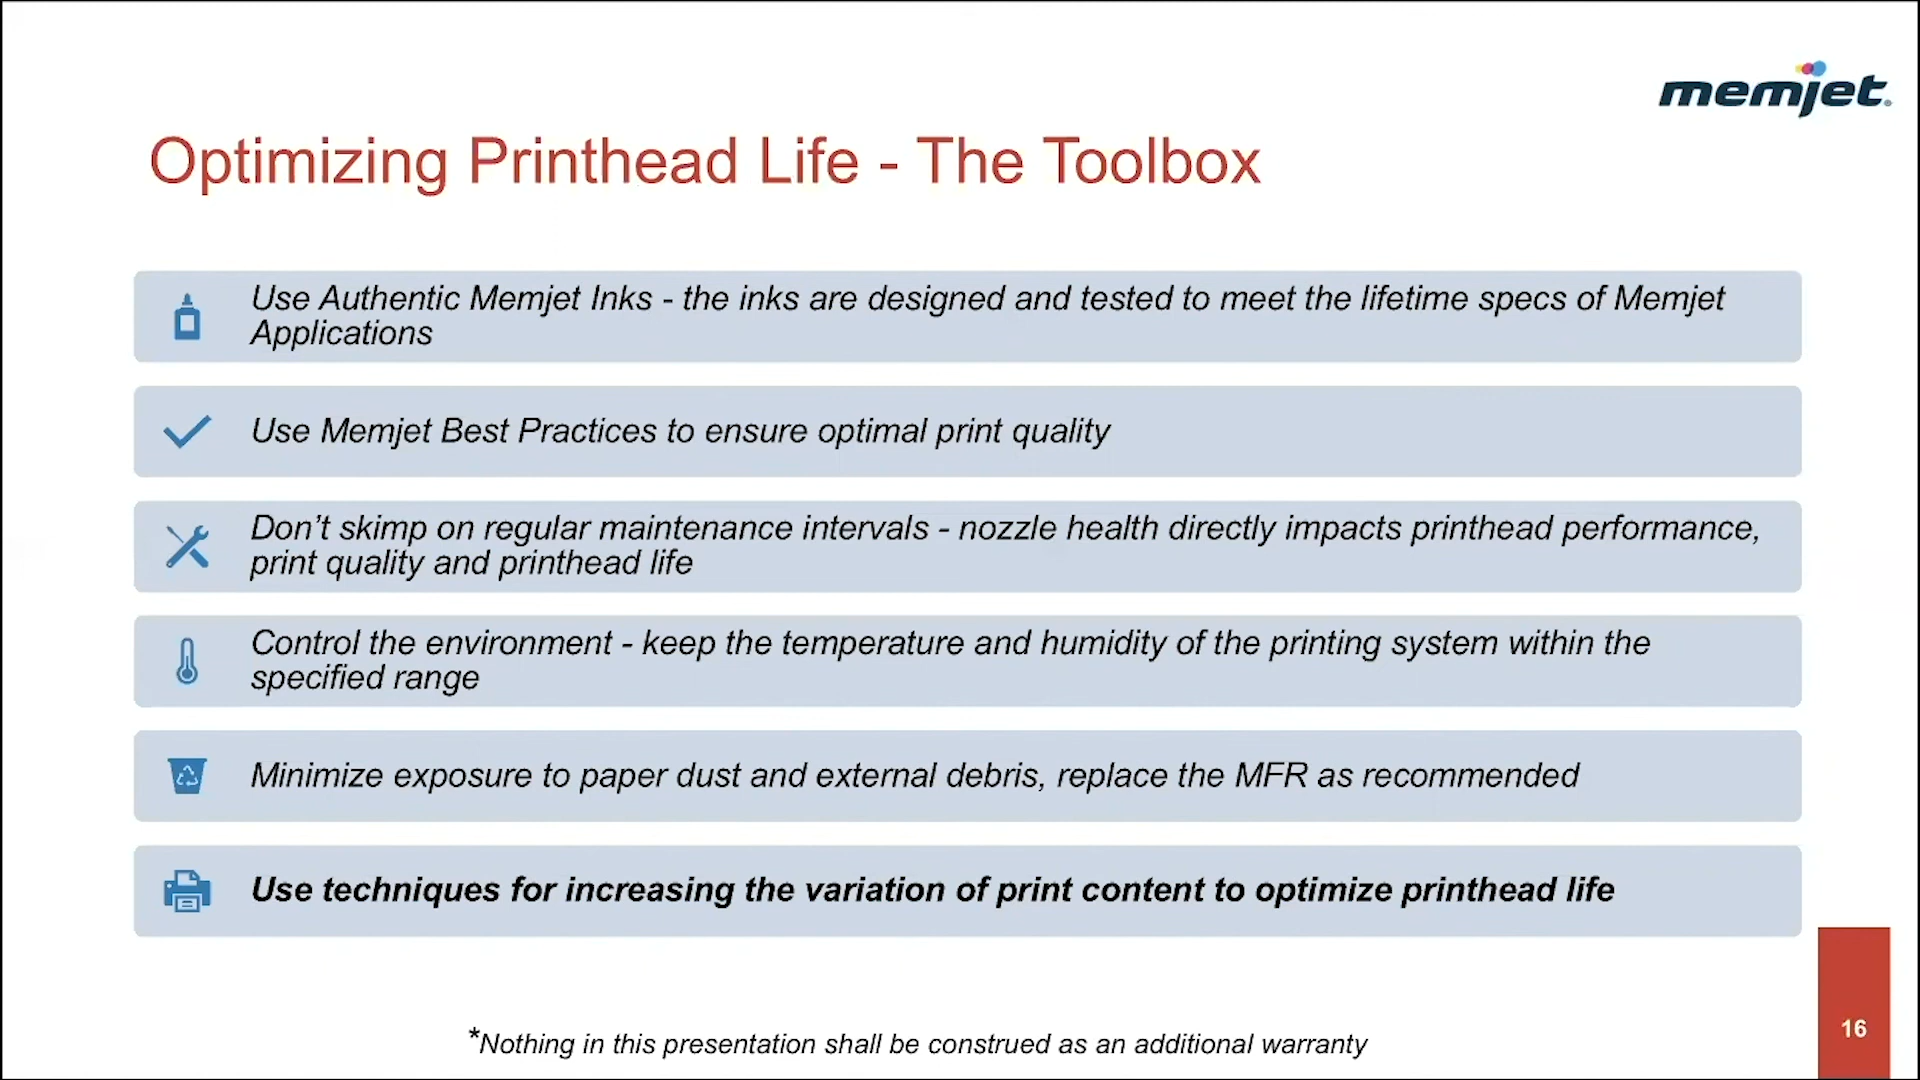 memjet
Optimizing Printhead Life - The Toolbox
Use Authentic Memjet Inks - the inks are designed and tested to meet the lifetime specs of Memjet
Applications
Use Memjet Best Practices to ensure optimal print quality
Don’t skimp on regular maintenance intervals - nozzle health directly impacts printhead performance,
print quality and printhead life
Control the environment - keep the temperature and humidity of the printing system within the
specified range
Minimize exposure to paper dust and external debris, replace the MFR as recommended
Use techniques for increasing the variation of print content to optimize printhead life
*Nothing in this presentation shall be construed as an additional warranty
16